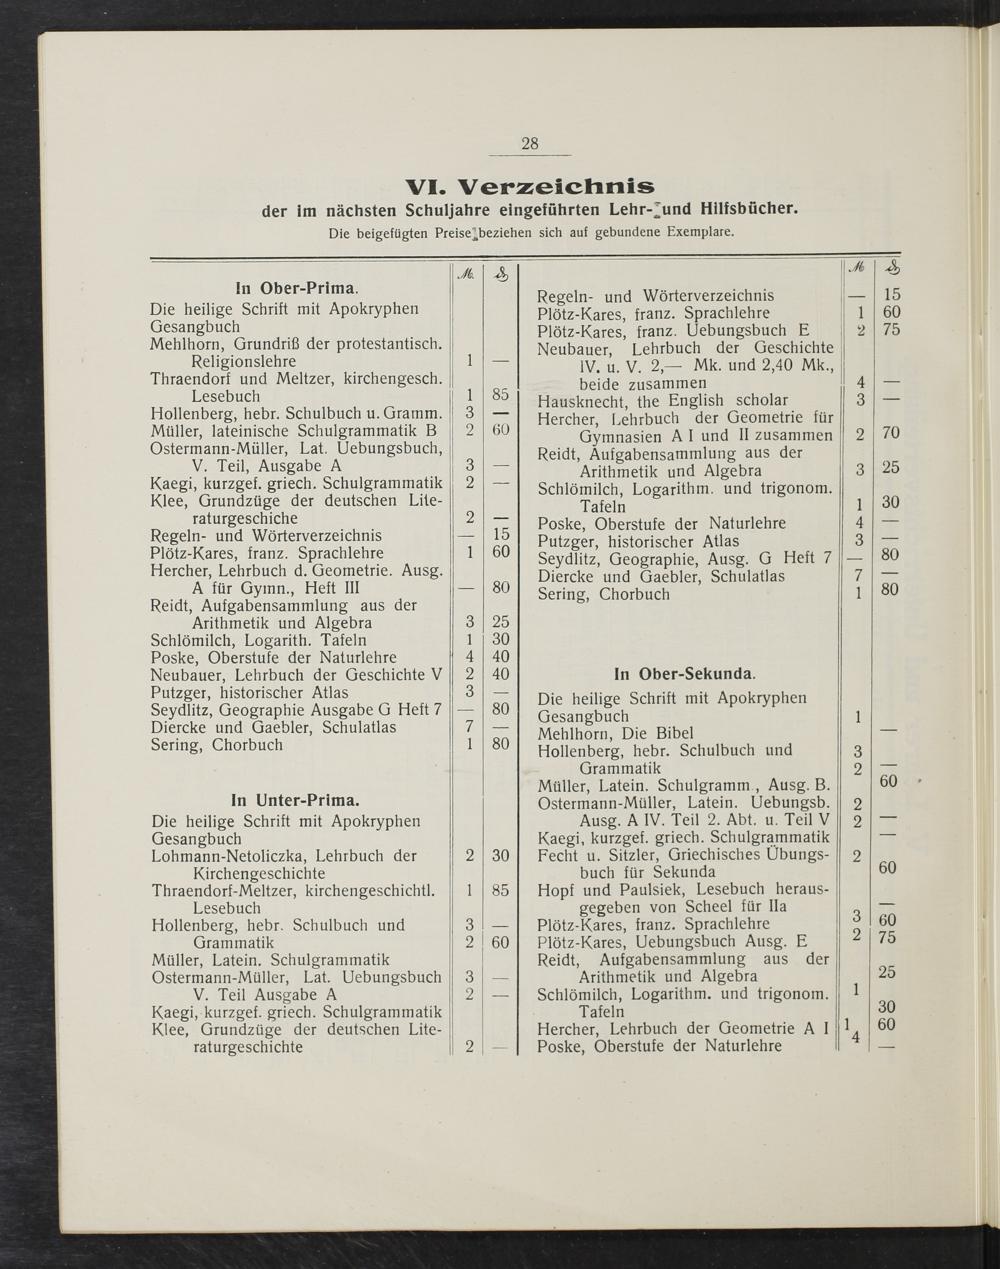 28
VI. Verzeichnis
der im nächsten Schuljahre eingeführten Lehr- und Hilfsbücher.
Die beigefügten Preise beziehen sich auf gebundene Exemplare.
ℳ ₰
In Ober-Prima.
Die heilige Schrift mit Apokryphen
Gesangbuch
Mehlhorn, Grundriß der protestantisch.
Religionslehre 1 —
Thraendorf und Meltzer, kirchengesch.
Lesebuch 1 85
Hollenberg, hebr. Schulbuch u. Gramm. 3 —
Müller, lateinische Schulgrammatik B 2 60
Ostermann-Müller, Lat. Uebungsbuch,
V. Teil, Ausgabe A 3 —
Kaegi, kurzgef. griech. Schulgrammatik 2 —
Klee, Grundzüge der deutschen Lite-
raturgeschiche 2 —
Regeln- und Wörterverzeichnis — 15
Plötz-Kares, franz. Sprachlehre 1 60
Hercher, Lehrbuch d. Geometrie. Ausg.
A für Gymn., Heft III — 80
Reidt, Aufgabensammlung aus der
Arithmetik und Algebra 3 25
Schlömilch, Logarith. Tafeln 1 30
Poske, Oberstufe der Naturlehre 4 40
Neubauer, Lehrbuch der Geschichte V 2 40
Putzger, historischer Atlas 3 —
Seydlitz, Geographie Ausgabe G Heft 7 — 80
Diercke und Gaebler, Schulatlas 7 —
Sering, Chorbuch 1 80
In Unter-Prima.
Die heilige Schrift mit Apokryphen
Gesangbuch
Lohmann-Netoliczka, Lehrbuch der 2 30
Kirchengeschichte
Thraendorf-Meltzer, kirchengeschichtl. 1 85
Lesebuch
Hollenberg, hebr. Schulbuch und 3 —
Grammatik 2 60
Müller, Latein. Schulgrammatik
Ostermann-Müller, Lat. Uebungsbuch 3 —
V. Teil Ausgabe A 2 —
Kaegi, kurzgef. griech. Schulgrammatik
Klee, Grundzüge der deutschen Lite-
raturgeschichte 2 —
ℳ ₰
Regeln- und Wörterverzeichnis — 15
Plötz-Kares, franz. Sprachlehre 1 60
Plötz-Kares, franz. Uebungsbuch E 2 75
Neubauer, Lehrbuch der Geschichte
IV. u. V. 2,— Mk. und 2,40 Mk.,
beide zusammen 4 —
Hausknecht, the English scholar 3 —
Hercher, Lehrbuch der Geometrie für
Gymnasien A I und II zusammen 2 70
Reidt, Aufgabensammlung aus der
Arithmetik und Algebra 3 25
Schlömilch, Logarithm. und trigonom.
Tafeln 1 30
Poske, Oberstufe der Naturlehre 4 —
Putzger, historischer Atlas 3 —
Seydlitz, Geographie, Ausg. G Heft 7 — 80
Diercke und Gaebler, Schulatlas 7 —
Sering, Chorbuch 1 80
In Ober-Sekunda.
Die heilige Schrift mit Apokryphen
Gesangbuch 1
Mehlhorn, Die Bibel —
Hollenberg, hebr. Schulbuch und 3
Grammatik 2 —
Müller, Latein. Schulgramm., Ausg. B. 60
Ostermann-Müller, Latein. Uebungsb. 2
Ausg. A IV. Teil 2. Abt. u. Teil V 2 —
Kaegi, kurzgef. griech. Schulgrammatik —
Fecht u. Sitzler, Griechisches Übungs- 2
buch für Sekunda 60
Hopf und Paulsiek, Lesebuch heraus-
gegeben von Scheel für IIa —
Plötz-Kares, franz. Sprachlehre 3 60
Plötz-Kares, Uebungsbuch Ausg. E 2 75
Reidt, Aufgabensammlung aus der
Arithmetik und Algebra 25
Schlömilch, Logarithm. und trigonom. 1
Tafeln 30
Hercher, Lehrbuch der Geometrie A I 1 60
Poske, Oberstufe der Naturlehre 4 —